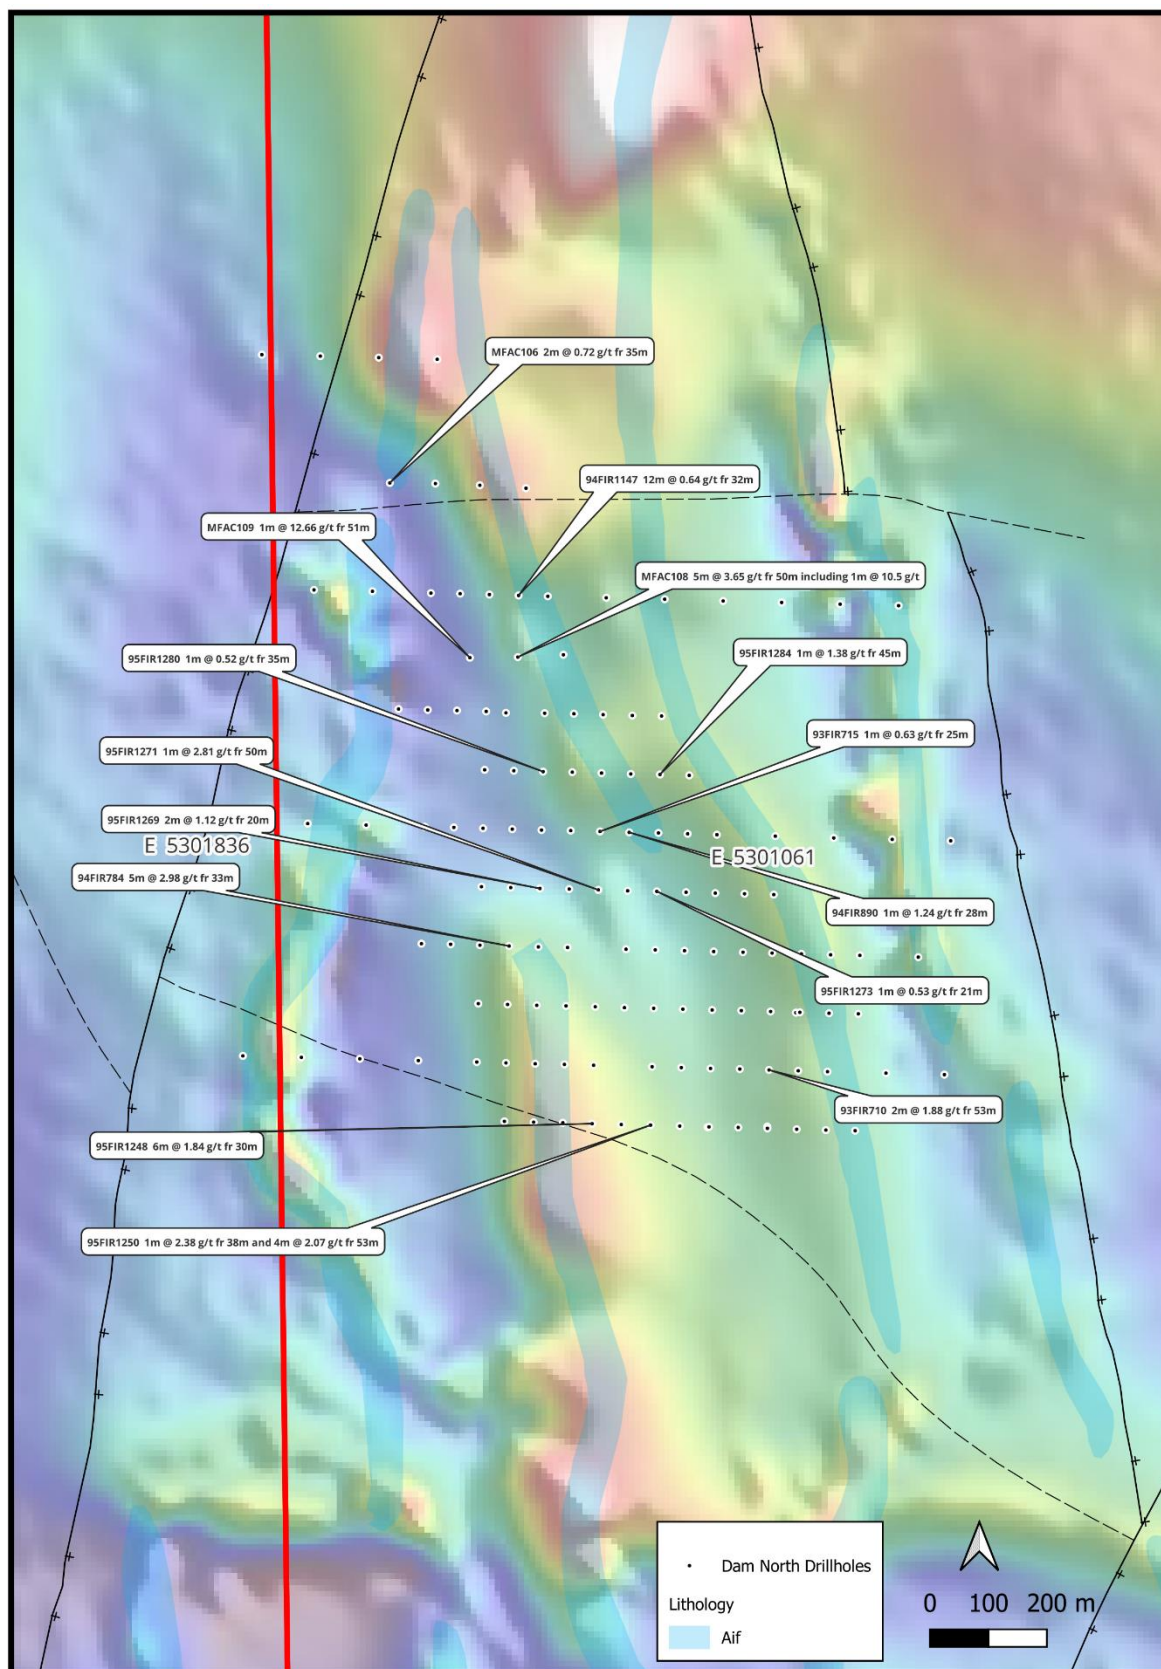 MFAC106 2m @ 0.72 g/t fr 35m
94FIR1147 12m @ 0.64 g/t fr 32m
MFAC109 1m @ 12.66 g/t fr 51m
MFAC108 5m @ 3.65 g/t fr 50m including 1m @ 10.5 g/t
95FIR1280 1m @ 0.52 g/t fr 35m
95FIR1284 1m @ 1.38 g/t fr 45m
93FIR715 1m @ 0.63 g/t fr 25m
95FIR1271 1m @ 2.81 g/t fr 50m
95FIR1269 2m @ 1.12 g/t fr 20m
E 5301836
E 5301061
94FIR784 5m @ 2.98 g/t fr 33m
94FIR890 1m @ 1.24 g/t fr 28m
95FIR1273 1m @ 0.53 g/t fr 21m
93FIR710 2m @ 1.88 g/t fr 53m
95FIR1248 6m @ 1.84 g/t fr 30m
95FIR1250 1m @ 2.38 g/t fr 38m and 4m @ 2.07 g/t fr 53m
Dam North Drillholes
Lithology
Aif
0 100 200 m